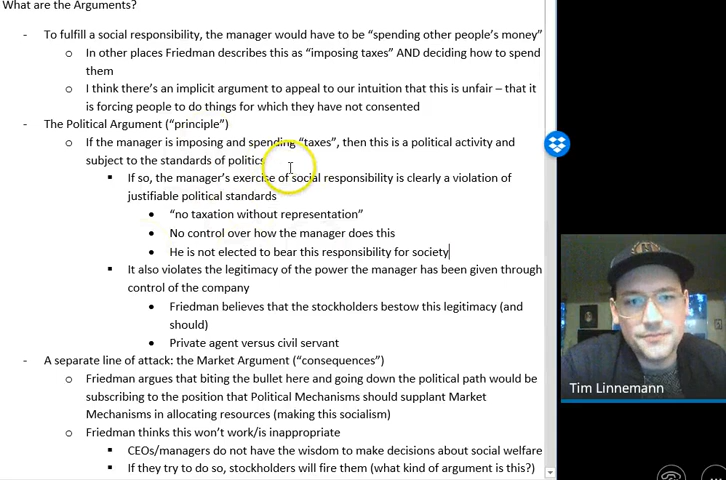 What are the Arguments?
- To fulfill a social responsibility, the manager would have to be “spending other people’s money”
o In other places Friedman describes this as “imposing taxes” AND deciding how to spend
them
o I think there’s an implicit argument to appeal to our intuition that this is unfair – that it
is forcing people to do things for which they have not consented
- The Political Argument (“principle”)
o If the manager is imposing and spending “taxes”, then this is a political activity and
subject to the standards of politics
▪ If so, the manager’s exercise of social responsibility is clearly a violation of
justifiable political standards
• “no taxation without representation”
• No control over how the manager does this
• He is not elected to bear this responsibility for society
▪ It also violates the legitimacy of the power the manager has been given through
control of the company
• Friedman believes that the stockholders bestow this legitimacy (and
should)
• Private agent versus civil servant
- A separate line of attack: the Market Argument (“consequences”)
o Friedman argues that biting the bullet here and going down the political path would be
subscribing to the position that Political Mechanisms should supplant Market
Mechanisms in allocating resources (making this socialism)
o Friedman thinks this won’t work/is inappropriate
▪ CEOs/managers do not have the wisdom to make decisions about social welfare
▪ If they try to do so, stockholders will fire them (what kind of argument is this?)
Tim Linnemann